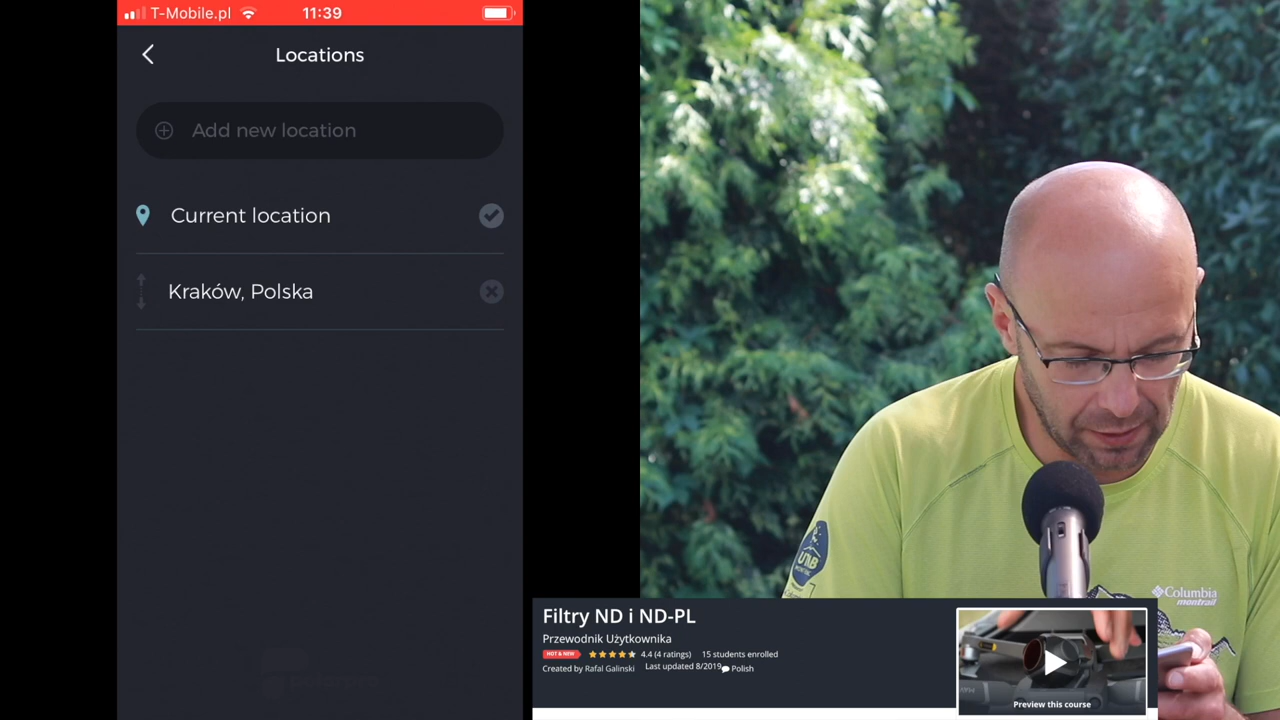 T-Mobile.pl
11:39
Locations
Add new location
Current location
Kraków, Polska
polarpro
Columbia
montrail
Filtry ND i ND-PL
Przewodnik Użytkownika
HOT & NEW 4.4 (4 ratings) 15 students enrolled
Created by Rafal Galinski Last updated 8/2019 Polish
Preview this course